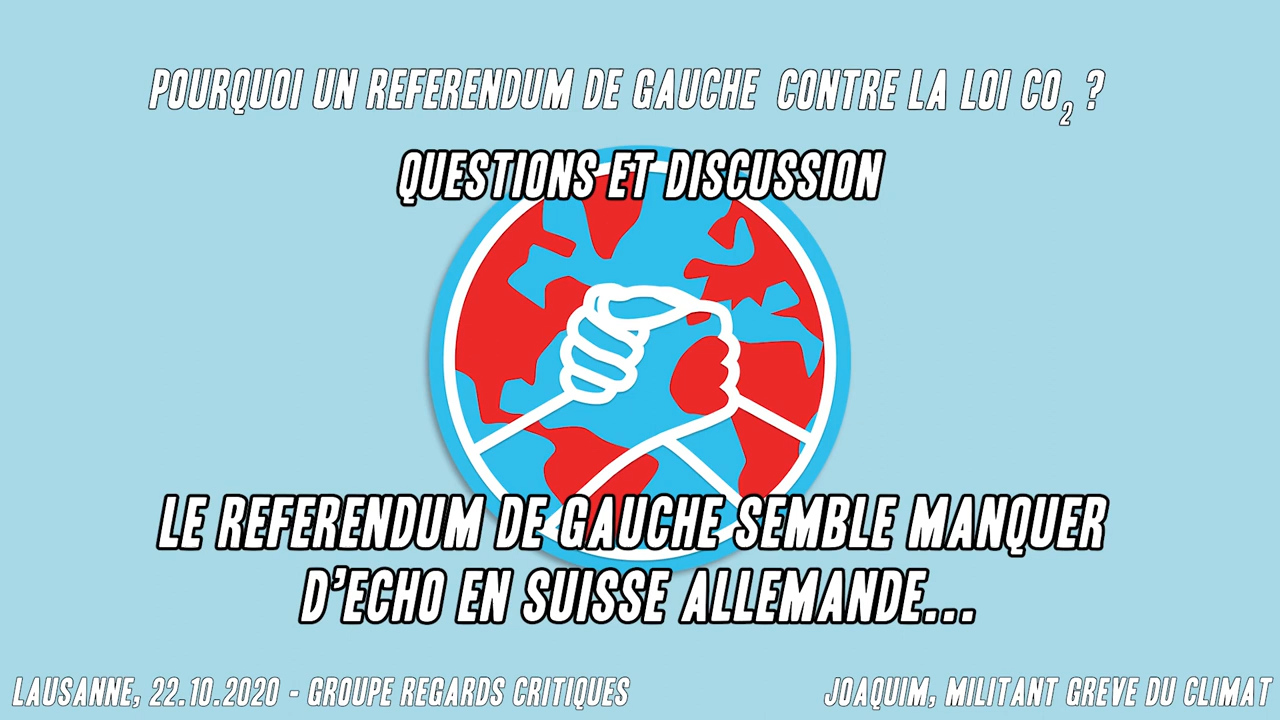 POURQUOI UN REFERENDUM DE GAUCHE CONTRE LA LOI CO₂ ?
QUESTIONS ET DISCUSSION
LE REFERENDUM DE GAUCHE SEMBLE MANQUER
D'ECHO EN SUISSE ALLEMANDE...
LAUSANNE, 22.10.2020 - GROUPE REGARDS CRITIQUES
JOAQUIM, MILITANT GREVE DU CLIMAT